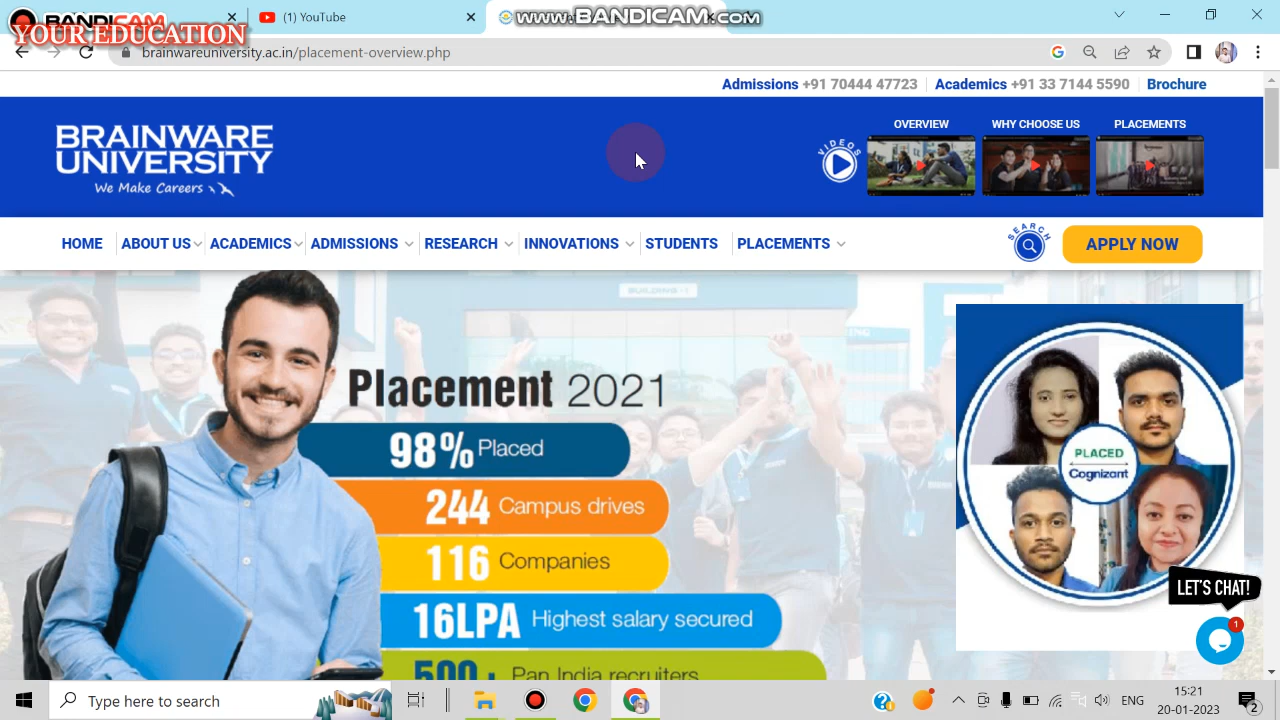 BANDICAM
YOUR EDUCATION
(1) YouTube
www.BANDICAM.COM
brainwareuniversity.ac.in/placement-overview.php
Admissions +91 70444 47723
Academics +91 33 7144 5590
Brochure
BRAINWARE
UNIVERSITY
We Make Careers
VIDEOS
OVERVIEW
WHY CHOOSE US
PLACEMENTS
HOME
ABOUT US
ACADEMICS
ADMISSIONS
RESEARCH
INNOVATIONS
STUDENTS
PLACEMENTS
SEARCH
APPLY NOW
BUILDING - 1
Placement 2021
98% Placed
244 Campus drives
116 Companies
16LPA Highest salary secured
500+ Pan India recruiters
PLACED
Cognizant
LET'S CHAT!
1
Type here to search
15:21
20-01-2023
2